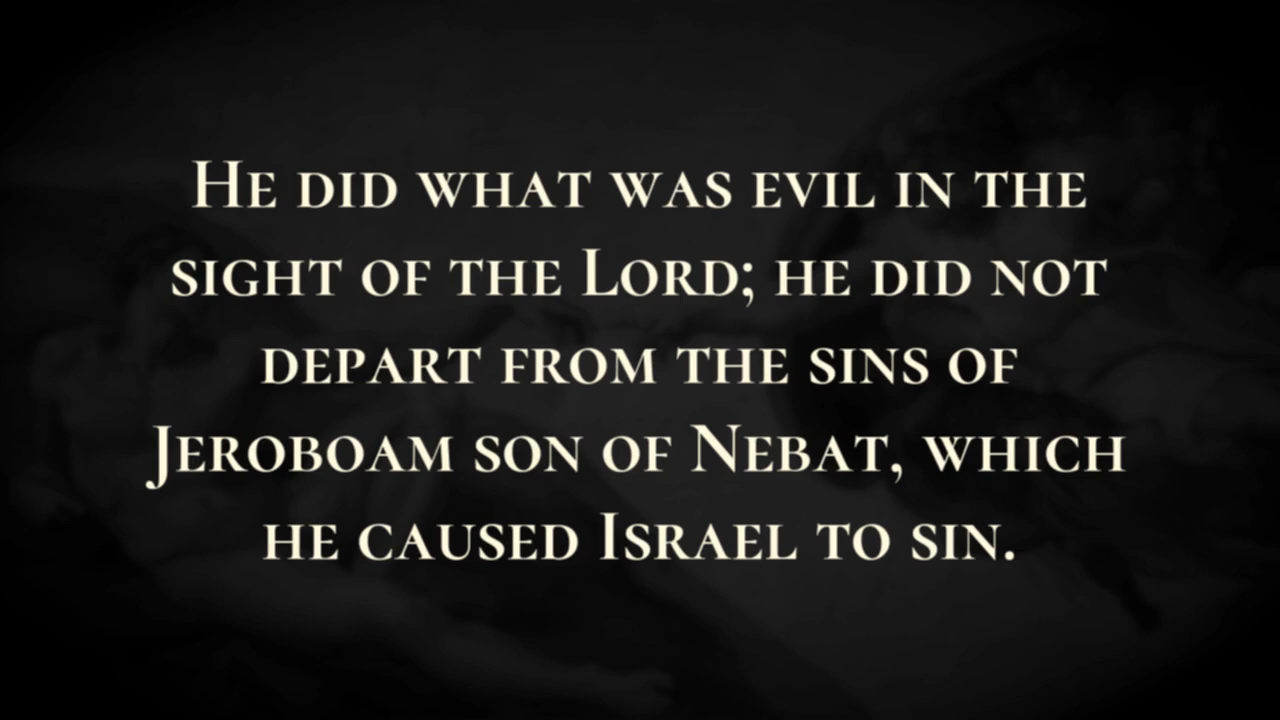 He did what was evil in the
sight of the Lord; he did not
depart from the sins of
Jeroboam son of Nebat, which
he caused Israel to sin.